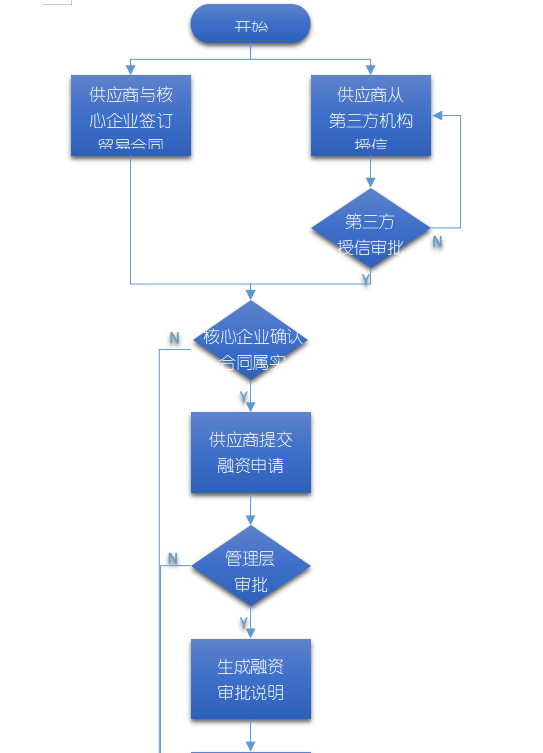 开始
供应商与核
心企业签订
贸易合同
供应商从
第三方机构
授信
第三方
授信审批
N
Y
N
核心企业确认
合同属实
Y
供应商提交
融资申请
N
管理层
审批
Y
生成融资
审批说明